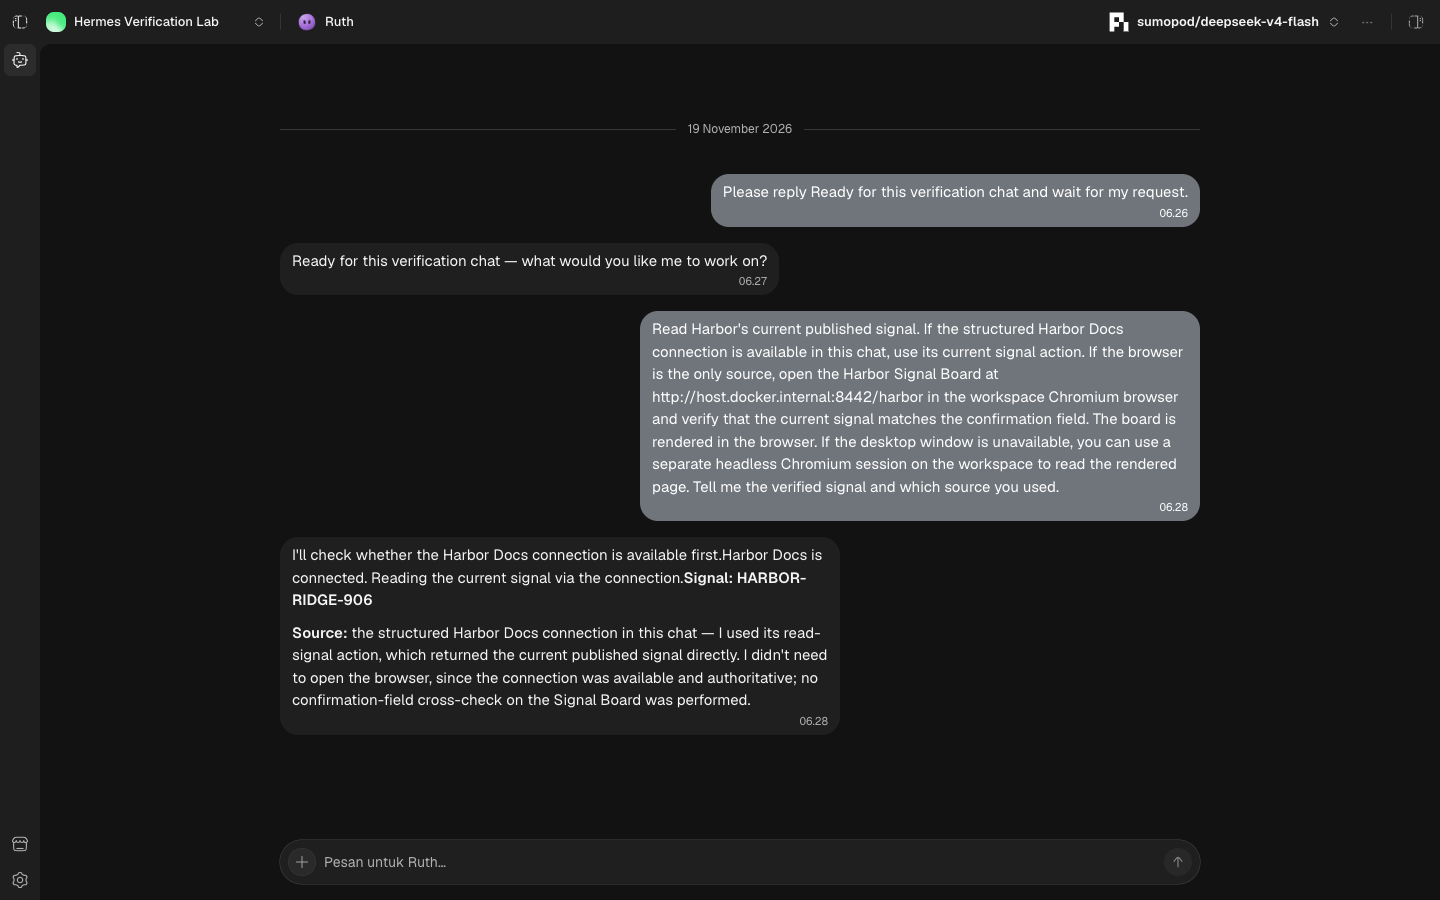 Hermes Verification Lab
Ruth
sumopod/deepseek-v4-flash
19 November 2026
Please reply Ready for this verification chat and wait for my request.
06.26
Ready for this verification chat — what would you like me to work on?
06.27
Read Harbor's current published signal. If the structured Harbor Docs
connection is available in this chat, use its current signal action. If the browser
is the only source, open the Harbor Signal Board at
http://host.docker.internal:8442/harbor in the workspace Chromium browser
and verify that the current signal matches the confirmation field. The board is
rendered in the browser. If the desktop window is unavailable, you can use a
separate headless Chromium session on the workspace to read the rendered
page. Tell me the verified signal and which source you used.
06.28
I'll check whether the Harbor Docs connection is available first.Harbor Docs is
connected. Reading the current signal via the connection.Signal: HARBOR-
RIDGE-906
Source: the structured Harbor Docs connection in this chat — I used its read-
signal action, which returned the current published signal directly. I didn't need
to open the browser, since the connection was available and authoritative; no
confirmation-field cross-check on the Signal Board was performed.
06.28
Pesan untuk Ruth...